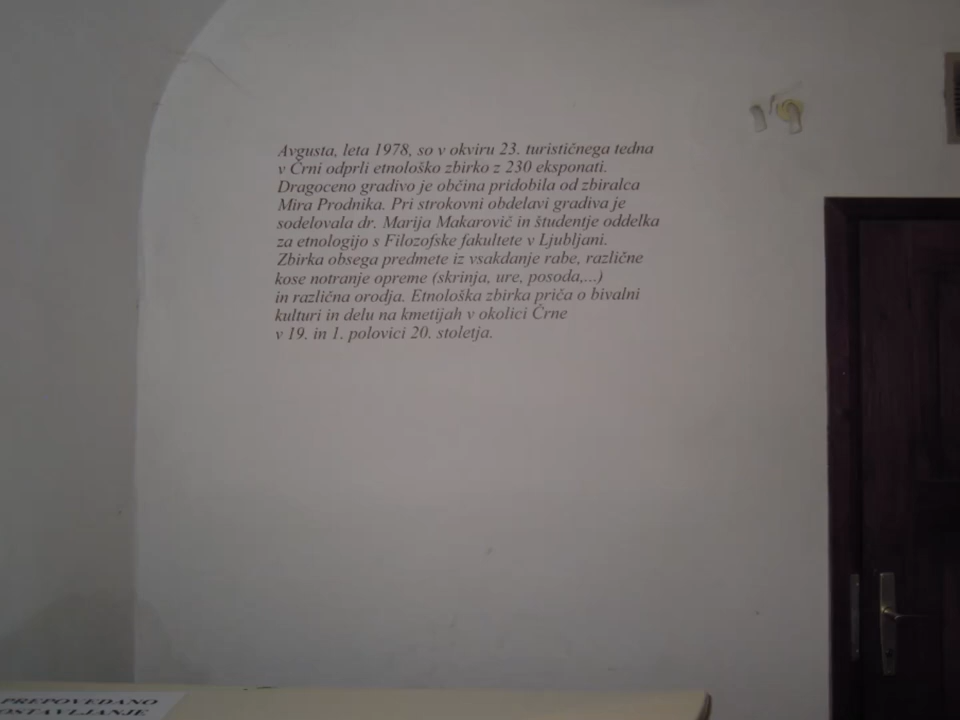 Avgusta, leta 1978, so v okviru 23. turističnega tedna
v Črni odprli etnološko zbirko z 230 eksponati.
Dragoceno gradivo je občina pridobila od zbiralca
Mira Prodnika. Pri strokovni obdelavi gradiva je
sodelovala dr. Marija Makarovič in študentje oddelka
za etnologijo s Filozofske fakultete v Ljubljani.
Zbirka obsega predmete iz vsakdanje rabe, različne
kose notranje opreme (skrinja, ure, posoda,...)
in različna orodja. Etnološka zbirka priča o bivalni
kulturi in delu na kmetijah v okolici Črne
v 19. in 1. polovici 20. stoletja.
PREPOVEDANO
OSTAVLJANJE